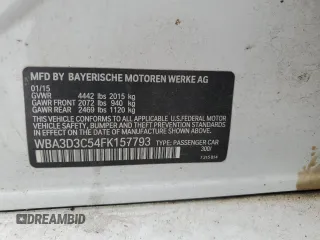 MFD BY BAYERISCHE MOTOREN WERKE AG
01/15
GVWR 4442 lbs 2015 kg
GAWR FRONT 2072 lbs 940 kg
GAWR REAR 2469 lbs 1120 kg
THIS VEHICLE CONFORMS TO ALL APPLICABLE U.S. FEDERAL MOTOR
VEHICLE SAFETY, BUMPER, AND THEFT PREVENTION STANDARDS
IN EFFECT ON THE DATE OF MANUFACTURE SHOWN ABOVE.
WBA3D3C54FK157793 TYPE: PASSENGER CAR